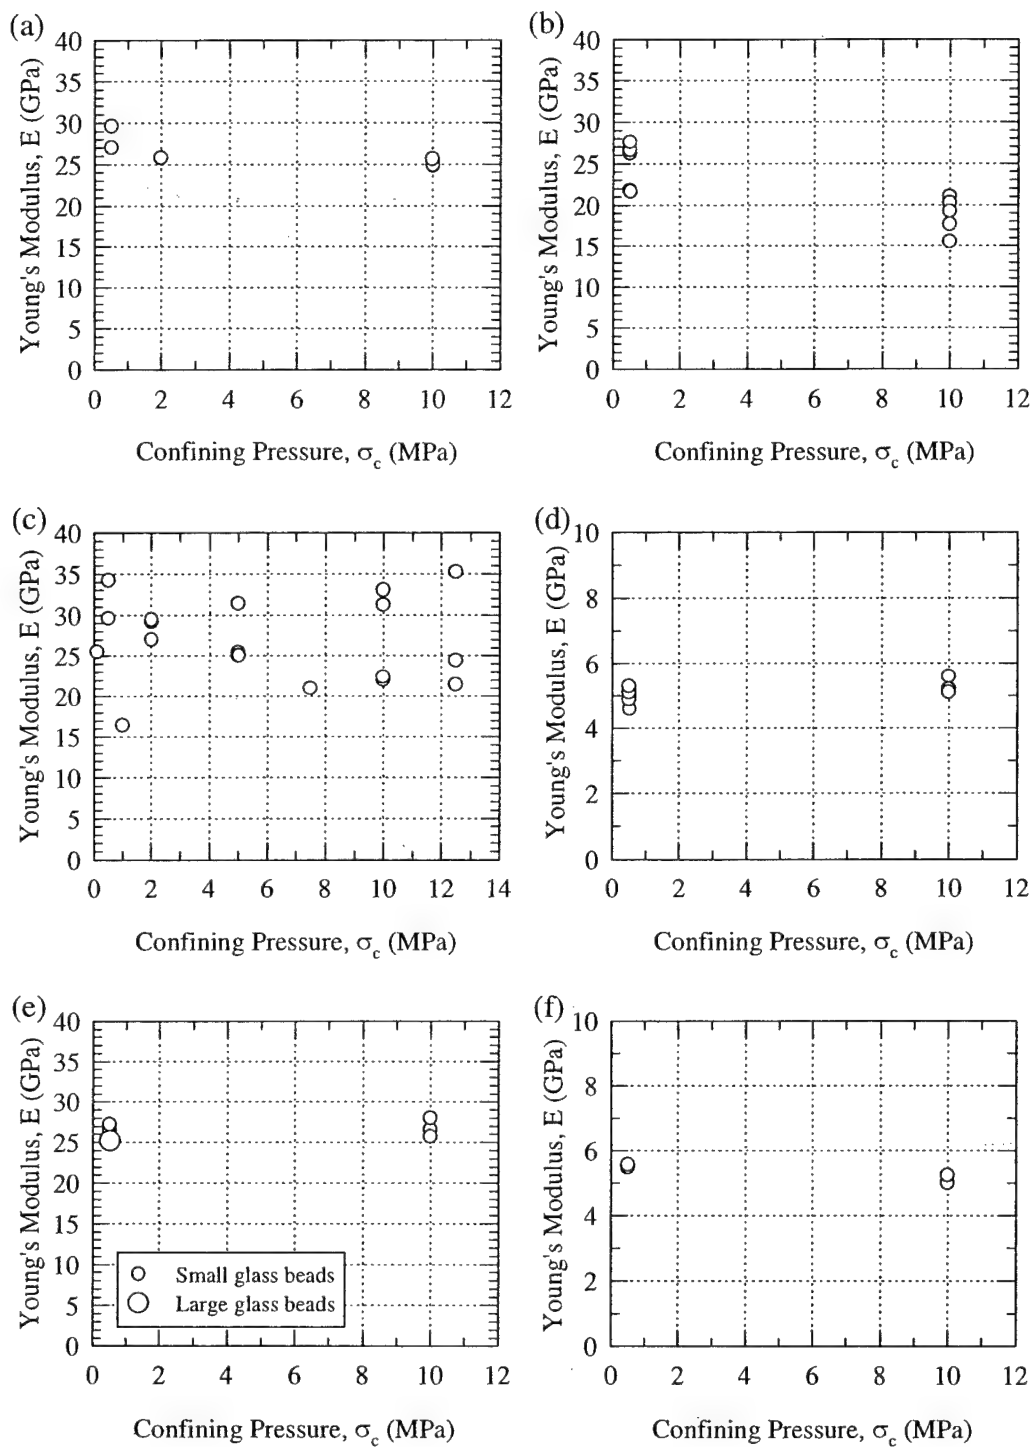 (a)
40
35
30
25
20
15
10
5
0
Young's Modulus, E (GPa)
0 2 4 6 8 10 12
Confining Pressure, σc (MPa)
(b)
40
35
30
25
20
15
10
5
0
Young's Modulus, E (GPa)
0 2 4 6 8 10 12
Confining Pressure, σc (MPa)
(c)
40
35
30
25
20
15
10
5
0
Young's Modulus, E (GPa)
0 2 4 6 8 10 12 14
Confining Pressure, σc (MPa)
(d)
10
8
6
4
2
0
Young's Modulus, E (GPa)
0 2 4 6 8 10 12
Confining Pressure, σc (MPa)
(e)
40
35
30
25
20
15
10
5
0
Young's Modulus, E (GPa)
Small glass beads
Large glass beads
0 2 4 6 8 10 12
Confining Pressure, σc (MPa)
(f)
10
8
6
4
2
0
Young's Modulus, E (GPa)
0 2 4 6 8 10 12
Confining Pressure, σc (MPa)